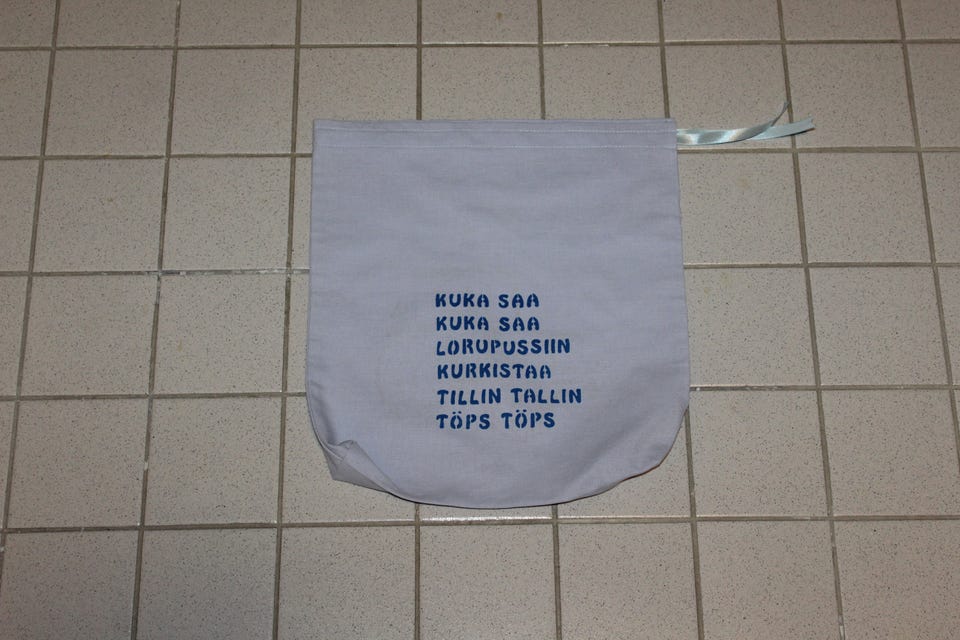 KUKA SAA
KUKA SAA
LORUPUSSIIN
KURKISTAA
TILLIN TALLIN
TÖPS TÖPS